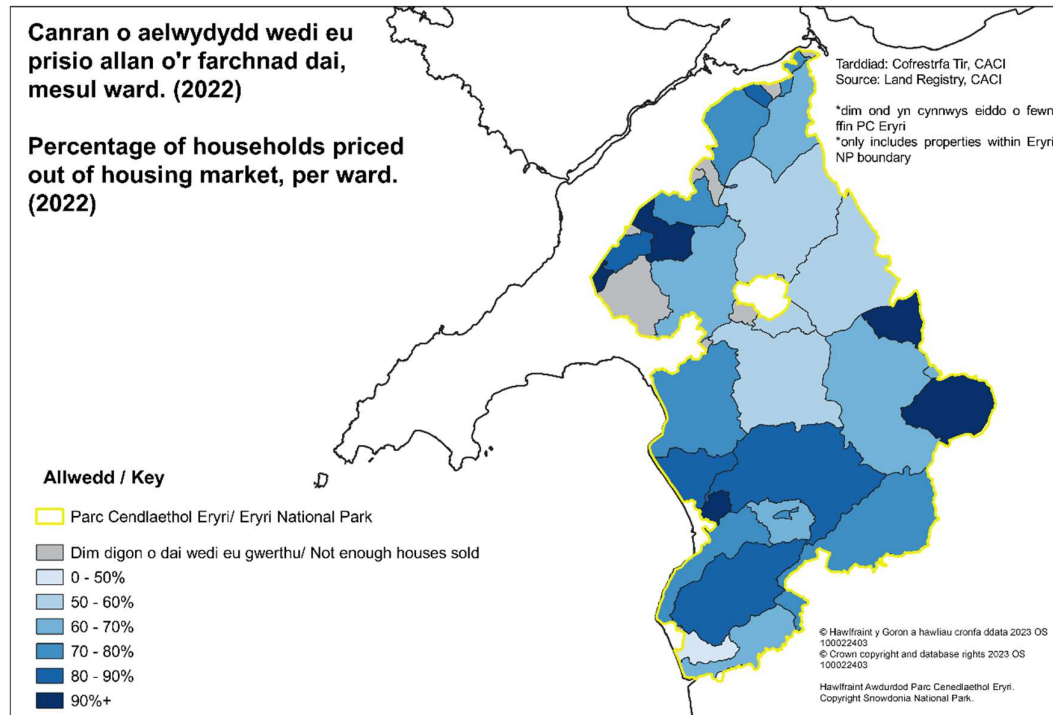 Canran o aelwydydd wedi eu
prisio allan o'r farchnad dai,
mesul ward. (2022)
Percentage of households priced
out of housing market, per ward.
(2022)
Tarddiad: Cofrestrfa Tir, CACI
Source: Land Registry, CACI
*dim ond yn cynnwys eiddo o fewn
ffin PC Eryri
*only includes properties within Eryri
NP boundary
Allwedd / Key
Parc Cendlaethol Eryri/ Eryri National Park
Dim digon o dai wedi eu gwerthu/ Not enough houses sold
0 - 50%
50 - 60%
60 - 70%
70 - 80%
80 - 90%
90%+
© Hawlfraint y Goron a hawliau cronfa ddata 2023 OS
100022403
© Crown copyright and database rights 2023 OS
100022403
Hawlfraint Awdurdod Parc Cenedlaethol Eryri.
Copyright Snowdonia National Park.